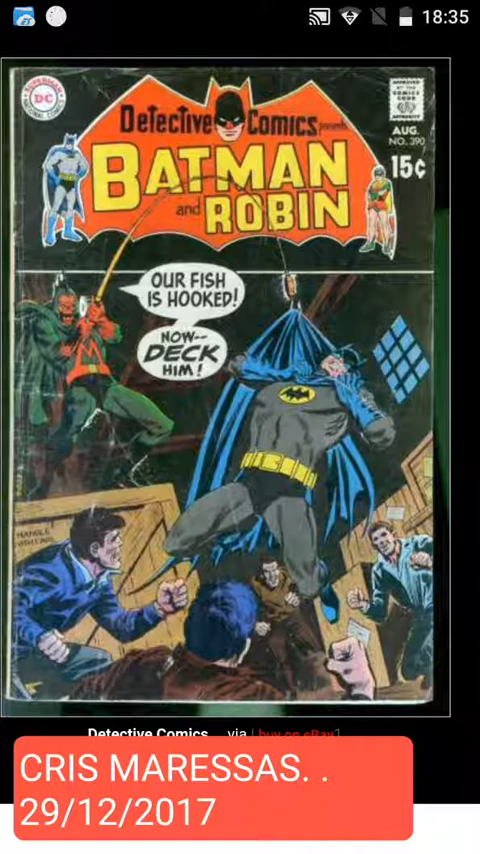 18:35
SUPERMAN
DC
NATIONAL COMICS
APPROVED
BY THE
COMICS
CODE
AUTHORITY
Detective Comics presents
AUG.
NO. 390
15¢
BATMAN
and ROBIN
OUR FISH
IS HOOKED!
NOW--
DECK
HIM!
M
HANDLE
Detective Comics via | buy on eBay]
CRIS MARESSAS. .
29/12/2017